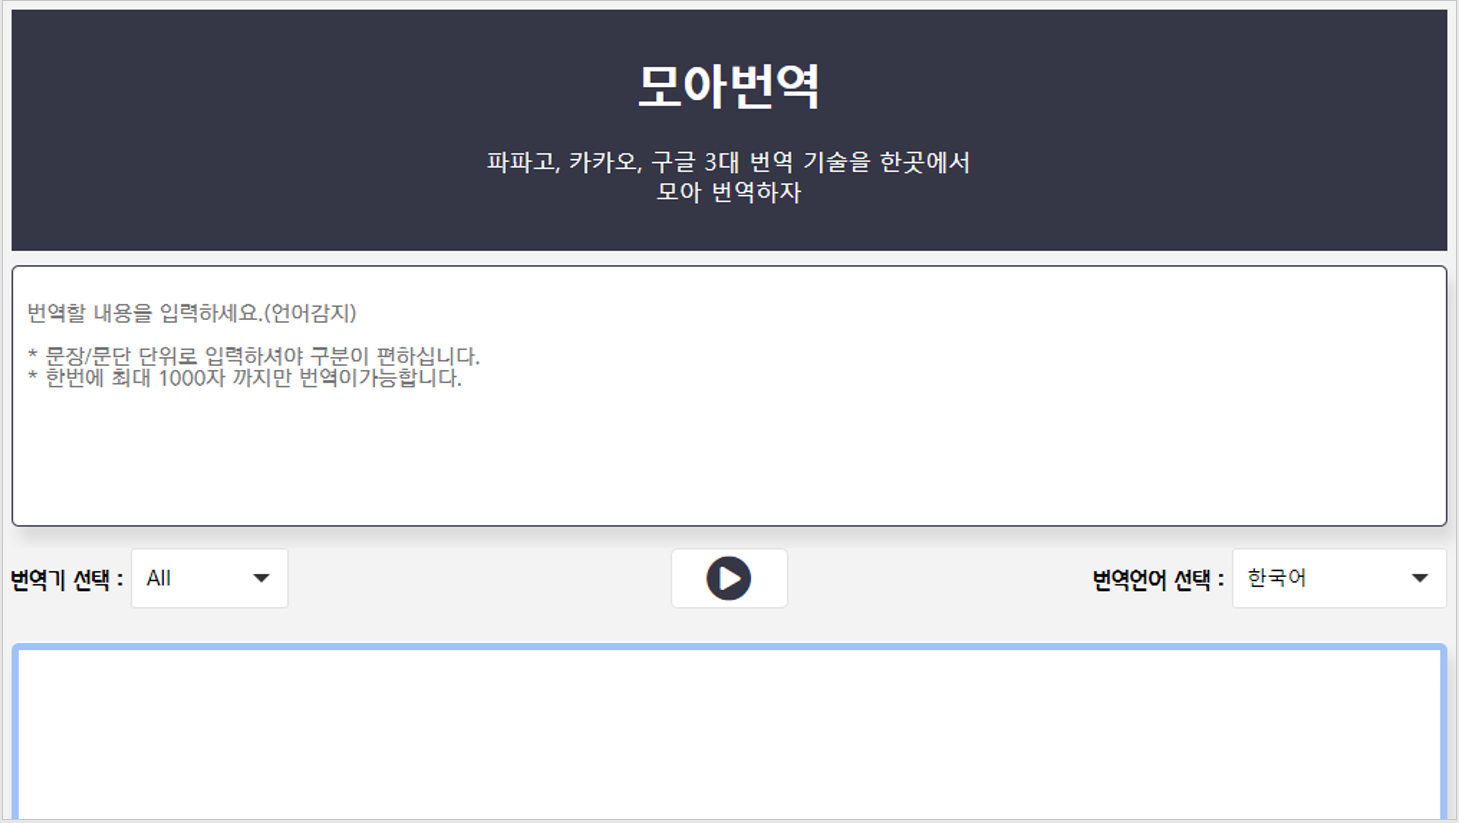 모아번역
파파고, 카카오, 구글 3대 번역 기술을 한곳에서
모아 번역하자
번역할 내용을 입력하세요.(언어감지)
* 문장/문단 단위로 입력하셔야 구분이 편하십니다.
* 한번에 최대 1000자 까지만 번역이가능합니다.
번역기 선택 : All
번역언어 선택 : 한국어